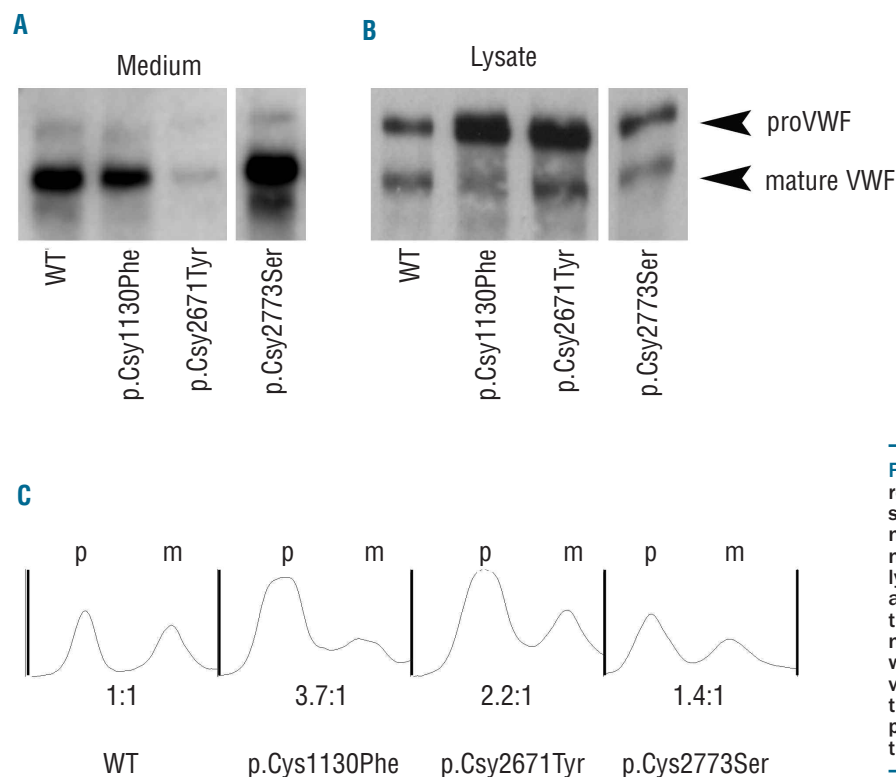 A
Medium
WT
p.Csy1130Phe
p.Csy2671Tyr
p.Csy2773Ser
B
Lysate
proVWF
mature VWF
WT
p.Csy1130Phe
p.Csy2671Tyr
p.Csy2773Ser
C
p m p m p m p m
1:1 3.7:1 2.2:1 1.4:1
WT p.Cys1130Phe p.Csy2671Tyr p.Cys2773Ser